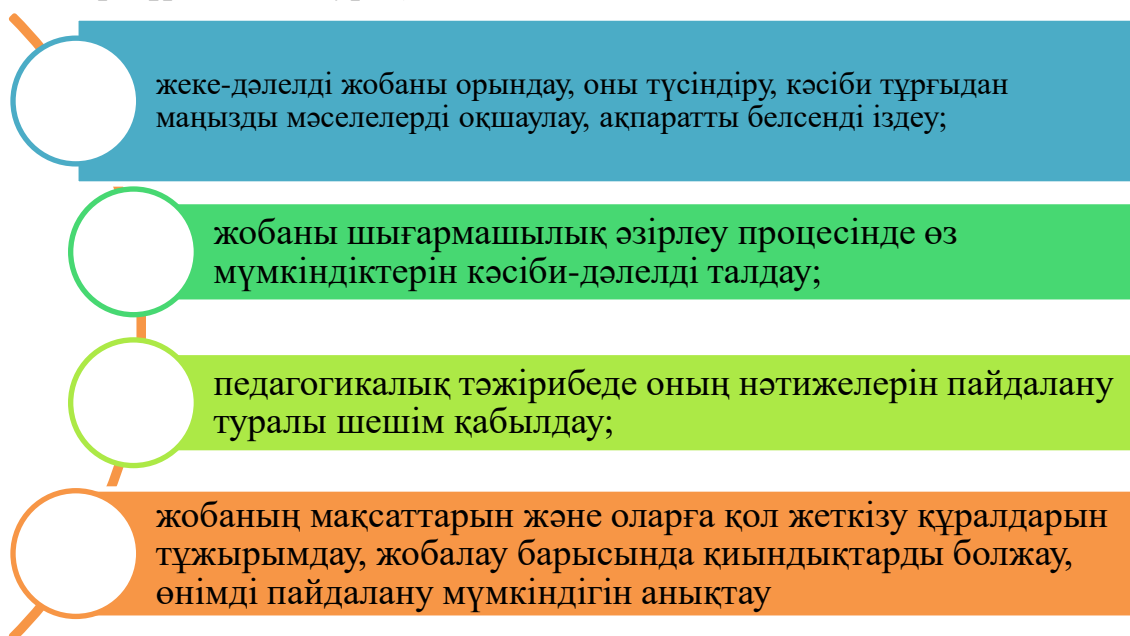 жеке-дәлелді жобаны орындау, оны түсіндіру, кәсіби тұрғыдан
маңызды мәселелерді оқшаулау, ақпаратты белсенді іздеу;
жобаны шығармашылық әзірлеу процесінде өз
мүмкіндіктерін кәсіби-дәлелді талдау;
педагогикалық тәжірибеде оның нәтижелерін пайдалану
туралы шешім қабылдау;
жобаның мақсаттарын және оларға қол жеткізу құралдарын
тұжырымдау, жобалау барысында қиындықтарды болжау,
өнімді пайдалану мүмкіндігін анықтау